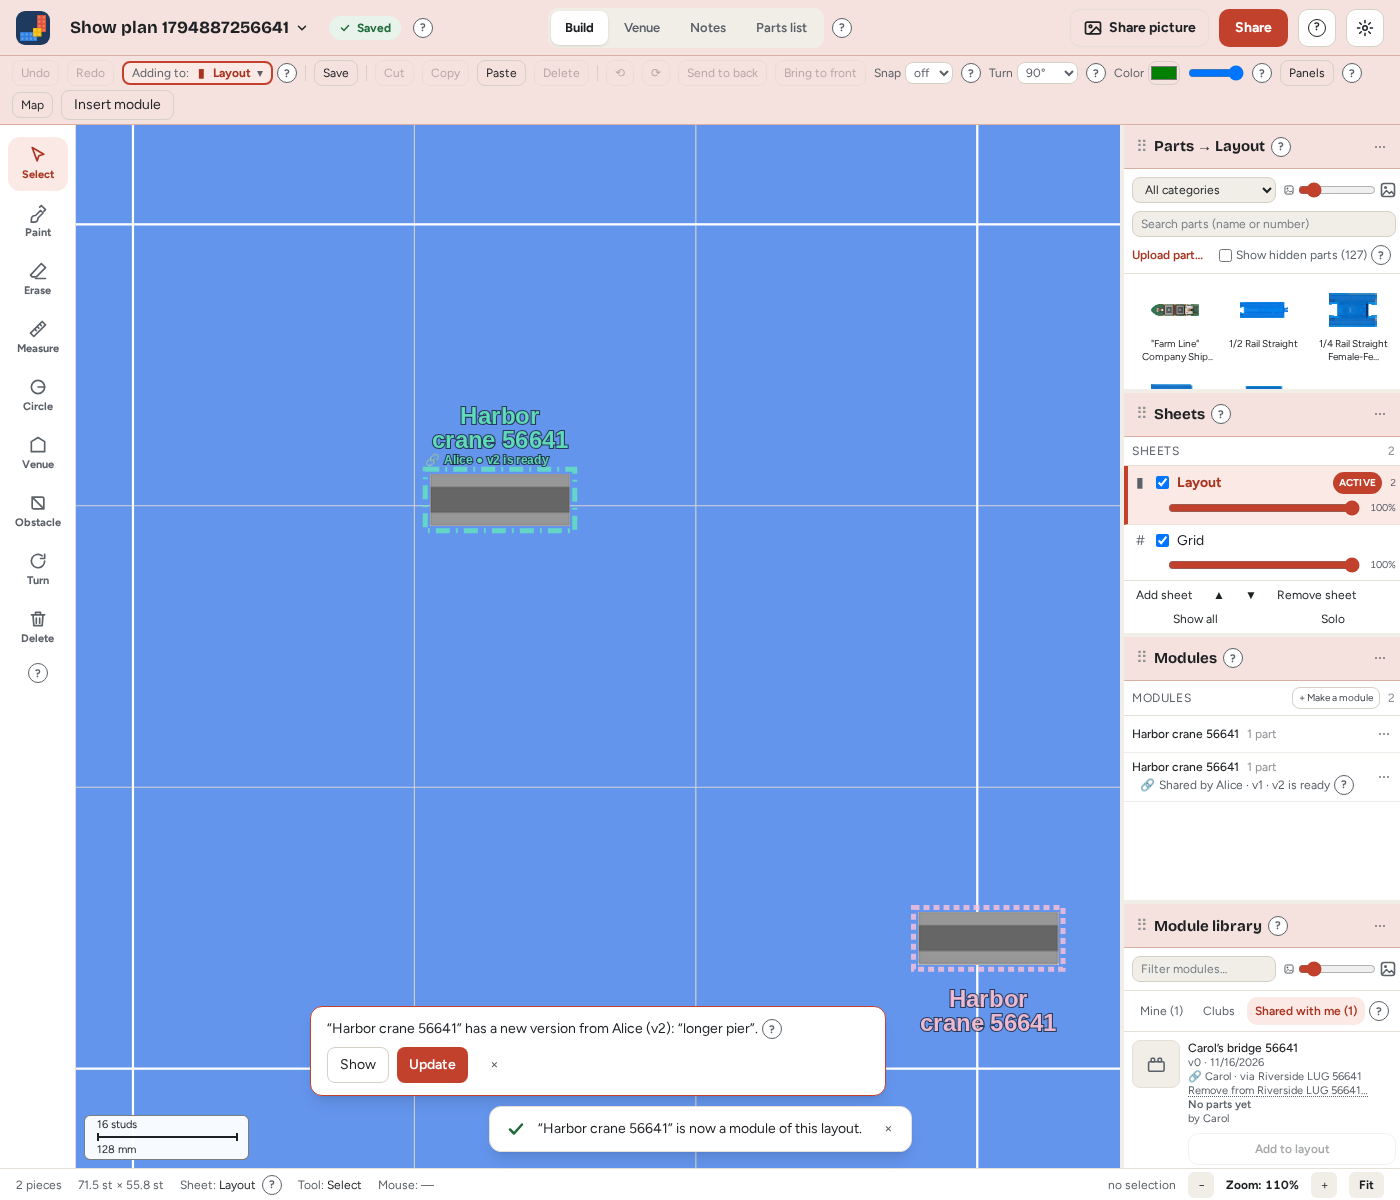 Show plan 1794887256641
Saved
?
Build
Venue
Notes
Parts list
?
Share picture
Share
?
Undo
Redo
Adding to: Layout ▾
?
Save
Cut
Copy
Paste
Delete
Send to back
Bring to front
Snap off
?
Turn 90°
?
Color
?
Panels
?
Map
Insert module
Select
Paint
Erase
Measure
Circle
Venue
Obstacle
Turn
Delete
?
Harbor
crane 56641
Alice • v2 is ready
Harbor
crane 56641
“Harbor crane 56641” has a new version from Alice (v2): “longer pier”. ?
Show
Update
×
“Harbor crane 56641” is now a module of this layout. ×
16 studs
128 mm
Parts → Layout ?
...
All categories
Search parts (name or number)
Upload part...
Show hidden parts (127) ?
"Farm Line"
Company Ship...
1/2 Rail Straight
1/4 Rail Straight
Female-Fe...
Sheets ?
...
SHEETS 2
Layout ACTIVE 2
100%
# Grid
100%
Add sheet ▲ ▼ Remove sheet
Show all Solo
Modules ?
...
MODULES + Make a module 2
Harbor crane 56641 1 part ...
Harbor crane 56641 1 part
Shared by Alice · v1 · v2 is ready ?
...
Module library ?
...
Filter modules...
Mine (1) Clubs Shared with me (1) ?
Carol's bridge 56641
v0 · 11/16/2026
Carol · via Riverside LUG 56641
Remove from Riverside LUG 56641...
No parts yet
by Carol
Add to layout
2 pieces 71.5 st × 55.8 st Sheet: Layout ? Tool: Select Mouse: —
no selection − Zoom: 110% + Fit